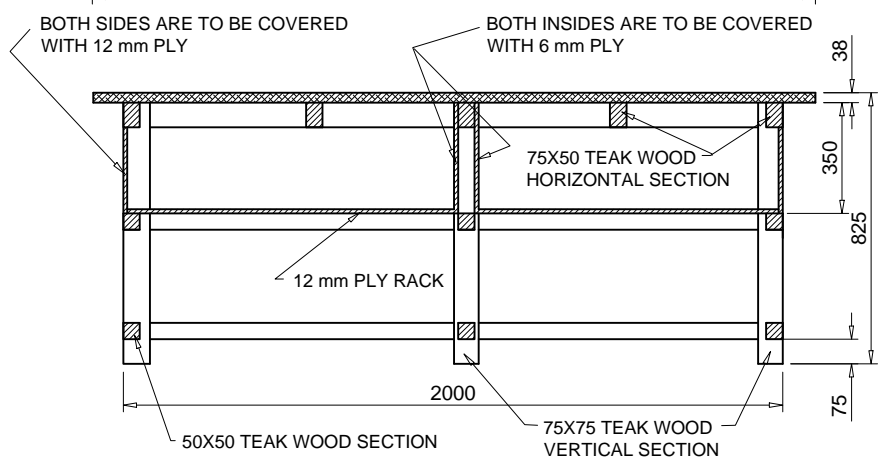 BOTH SIDES ARE TO BE COVERED
WITH 12 mm PLY
BOTH INSIDES ARE TO BE COVERED
WITH 6 mm PLY
38
75X50 TEAK WOOD
HORIZONTAL SECTION
350
825
12 mm PLY RACK
2000
75
50X50 TEAK WOOD SECTION
75X75 TEAK WOOD
VERTICAL SECTION